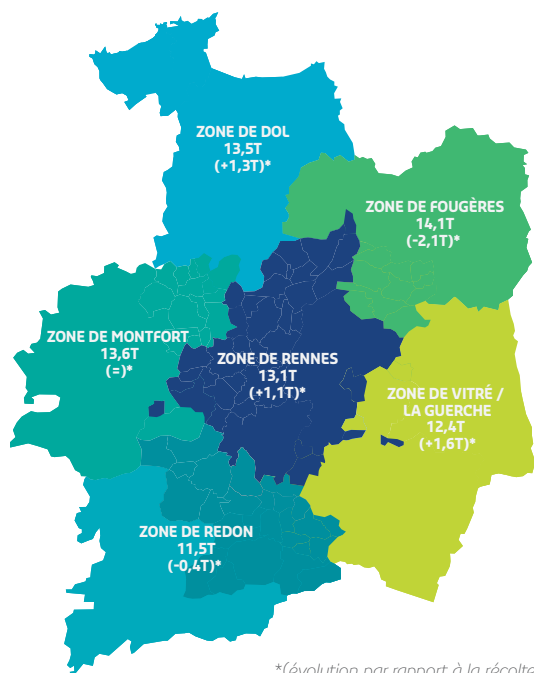 ZONE DE DOL
13,5T
(+1,3T)*
ZONE DE FOUGÈRES
14,1T
(-2,1T)*
ZONE DE MONTFORT
13,6T
(=)*
ZONE DE RENNES
13,1T
(+1,1T)*
ZONE DE VITRÉ /
LA GUERCHE
12,4T
(+1,6T)*
ZONE DE REDON
11,5T
(-0,4T)*
*(évolution par rapport à la récolte